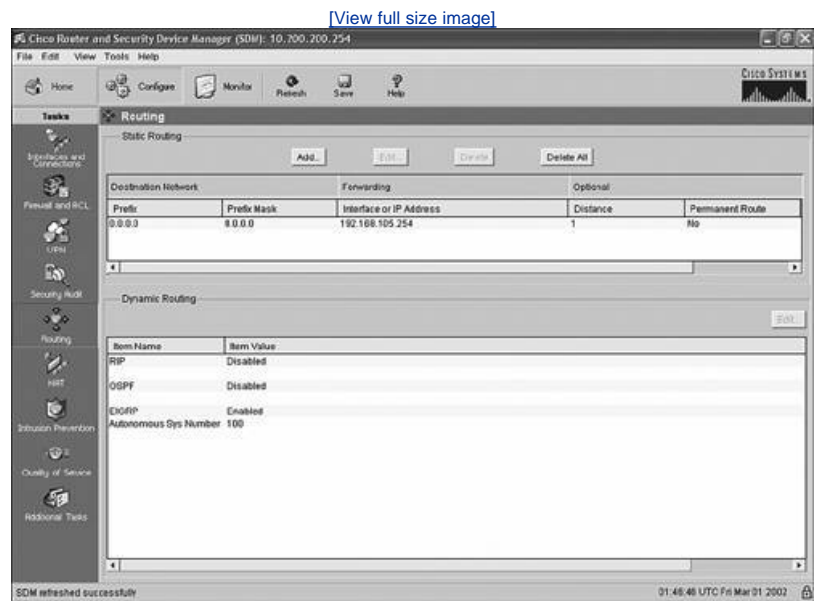 [View full size image]
Cisco Router and Security Device Manager (SDM): 10.200.200.254
File Edit View Tools Help
Home Configure Monitor Refresh Save Help
CISCO SYSTEMS
Tasks
Routing
Interfaces and Connections
Firewall and ACL
VPN
Security Audit
Routing
NAT
Intrusion Prevention
Quality of Service
Additional Tasks
Static Routing
Add... Edit... Delete Delete All
Destination Network Forwarding Optional
Prefix Prefix Mask Interface or IP Address Distance Permanent Route
0.0.0.0 0.0.0.0 192.168.105.254 1 No
Dynamic Routing
Edit...
Item Name Item Value
RIP Disabled
OSPF Disabled
EIGRP Enabled
Autonomous Sys Number 100
SDM refreshed successfully
01:46:46 UTC Fri Mar 01 2002